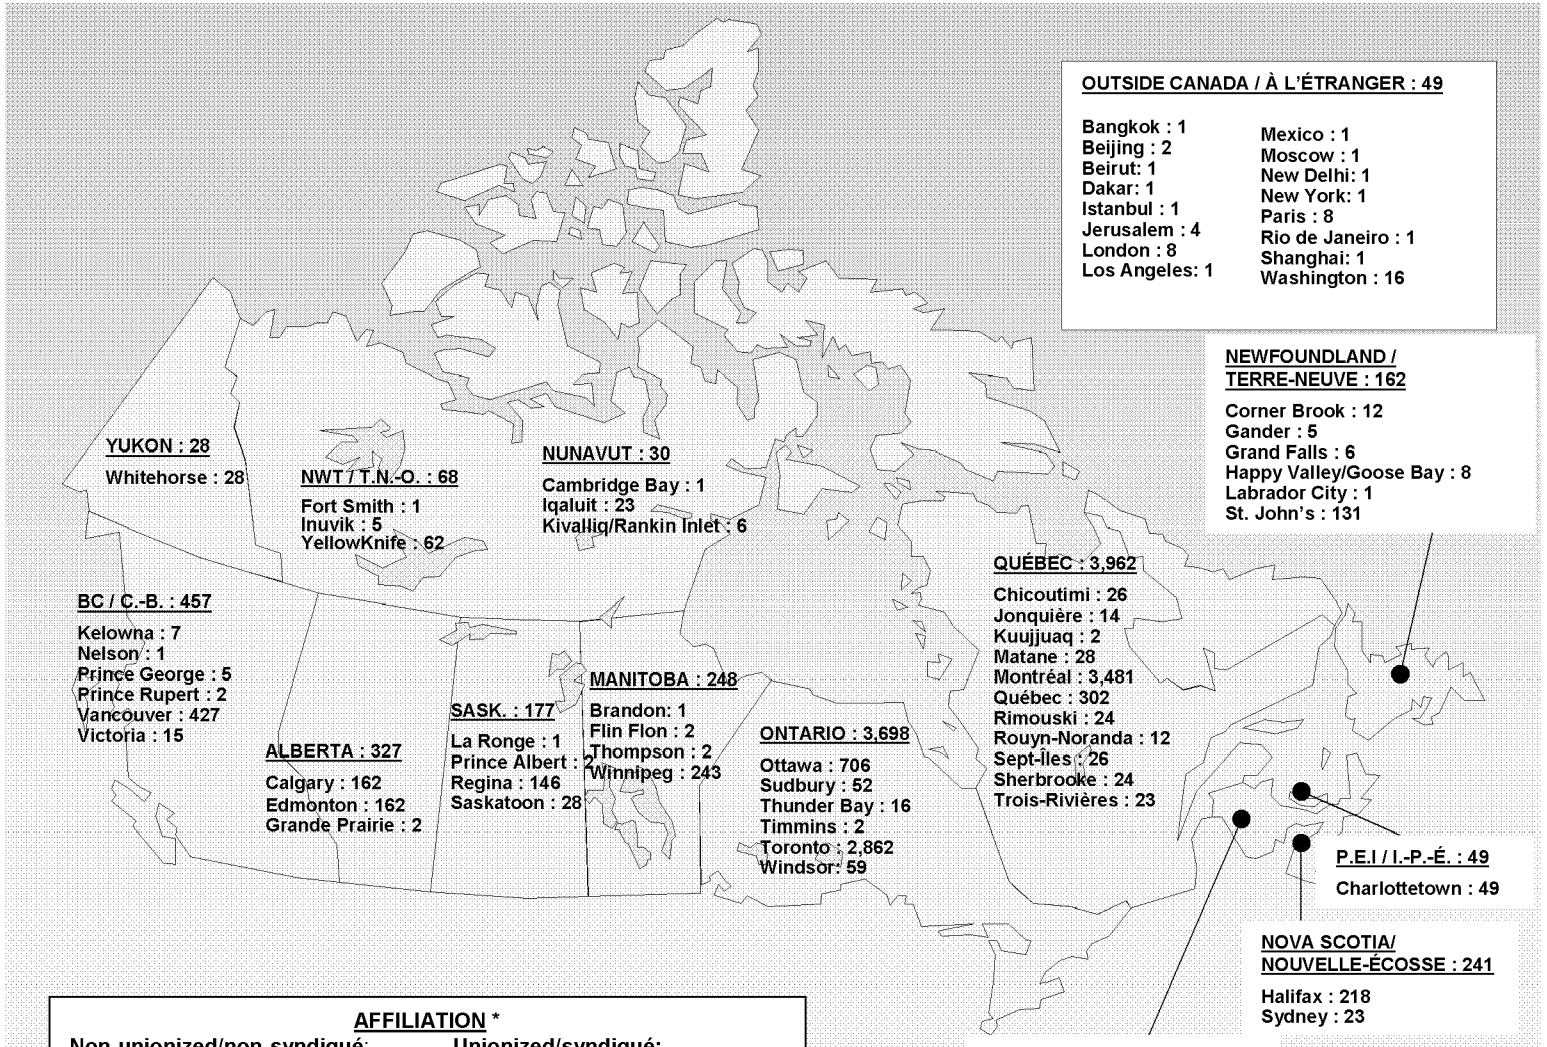 OUTSIDE CANADA / À L'ÉTRANGER : 49
Bangkok : 1
Beijing : 2
Beirut: 1
Dakar: 1
Istanbul : 1
Jerusalem : 4
London : 8
Los Angeles: 1
Mexico : 1
Moscow : 1
New Delhi: 1
New York: 1
Paris : 8
Rio de Janeiro : 1
Shanghai: 1
Washington : 16
NEWFOUNDLAND /
TERRE-NEUVE : 162
Corner Brook : 12
Gander : 5
Grand Falls : 6
Happy Valley/Goose Bay : 8
Labrador City : 1
St. John's : 131
YUKON : 28
Whitehorse : 28
NWT / T.N.-O. : 68
Fort Smith : 1
Inuvik : 5
YellowKnife : 62
NUNAVUT : 30
Cambridge Bay : 1
Iqaluit : 23
Kivalliq/Rankin Inlet : 6
BC / C.-B. : 457
Kelowna : 7
Nelson : 1
Prince George : 5
Prince Rupert : 2
Vancouver : 427
Victoria : 15
ALBERTA : 327
Calgary : 162
Edmonton : 162
Grande Prairie : 2
SASK. : 177
La Ronge : 1
Prince Albert : 2
Regina : 146
Saskatoon : 28
MANITOBA : 248
Brandon: 1
Flin Flon : 2
Thompson : 2
Winnipeg : 243
ONTARIO : 3,698
Ottawa : 706
Sudbury : 52
Thunder Bay : 16
Timmins : 2
Toronto : 2,862
Windsor: 59
QUÉBEC : 3,962
Chicoutimi : 26
Jonquière : 14
Kuujjuaq : 2
Matane : 28
Montréal : 3,481
Québec : 302
Rimouski : 24
Rouyn-Noranda : 12
Sept-Îles : 26
Sherbrooke : 24
Trois-Rivières : 23
P.E.I / I.-P.-É. : 49
Charlottetown : 49
NOVA SCOTIA/
NOUVELLE-ÉCOSSE : 241
Halifax : 218
Sydney : 23
AFFILIATION *
Non-unionized/non-syndiqué: Unionized/syndiqué: